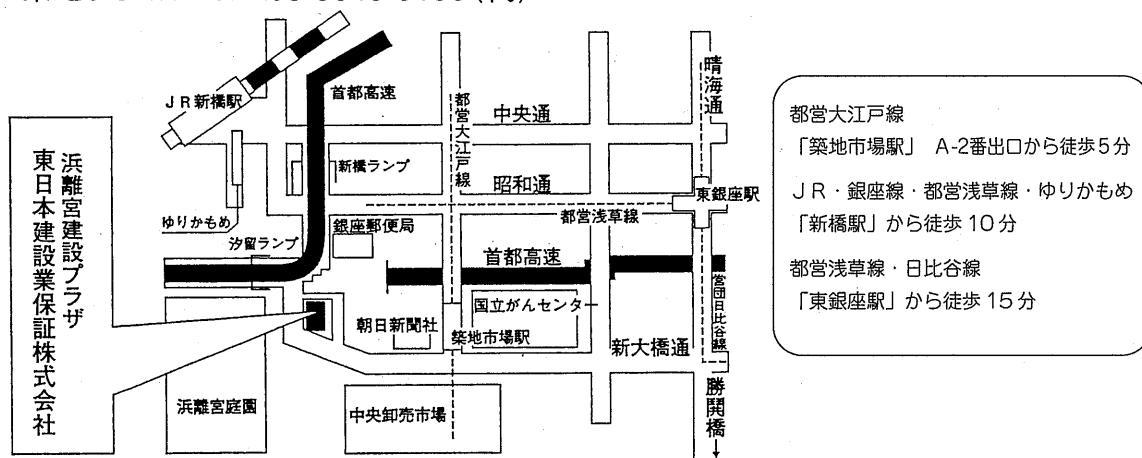 JR新橋駅
首都高速
都営大江戸線
中央通
晴海通
新橋ランプ
昭和通
東銀座駅
ゆりかもめ
都営浅草線
汐留ランプ
銀座郵便局
首都高速
営団日比谷線
国立がんセンター
朝日新聞社
築地市場駅
新大橋通
浜離宮庭園
中央卸売市場
勝開橋
浜離宮建設プラザ
東日本建設業保証株式会社
都営大江戸線
「築地市場駅」 A-2番出口から徒歩5分
JR・銀座線・都営浅草線・ゆりかもめ
「新橋駅」から徒歩10分
都営浅草線・日比谷線
「東銀座駅」から徒歩15分